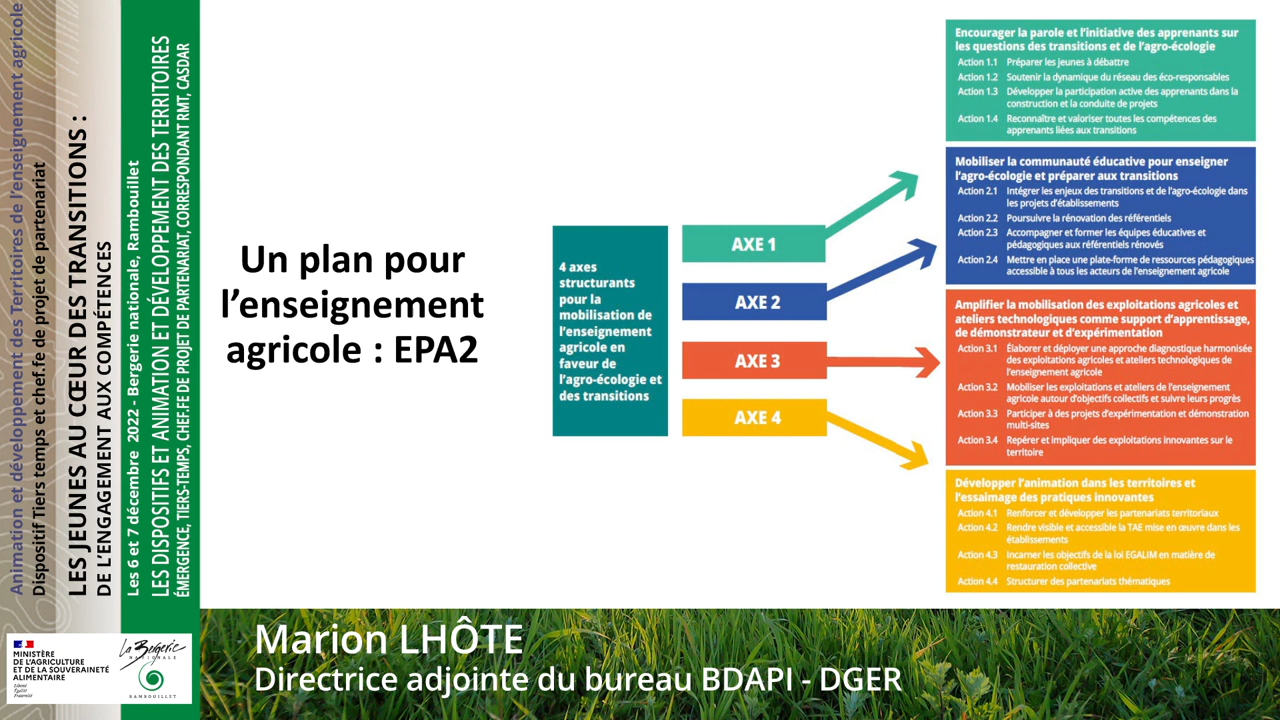 Animation et développement des Territoires de l'enseignement agricole
Dispositif Tiers temps et chef.fe de projet de partenariat
LES JEUNES AU CŒUR DES TRANSITIONS :
DE L'ENGAGEMENT AUX COMPÉTENCES
Les 6 et 7 décembre 2022 - Bergerie nationale, Rambouillet
LES DISPOSITIFS ET ANIMATION ET DÉVELOPPEMENT DES TERRITOIRES
ÉMERGENCE, TIERS-TEMPS, CHEF.FE DE PROJET DE PARTENARIAT, CORRESPONDANT RMT, CASDAR
MINISTÈRE
DE L'AGRICULTURE
ET DE LA SOUVERAINETÉ
ALIMENTAIRE
Liberté
Égalité
Fraternité
La Bergerie
NATIONALE
RAMBOUILLET
Un plan pour
l'enseignement
agricole : EPA2
4 axes
structurants
pour la
mobilisation de
l'enseignement
agricole en
faveur de
l'agro-écologie et
des transitions
AXE 1
AXE 2
AXE 3
AXE 4
Encourager la parole et l'initiative des apprenants sur
les questions des transitions et de l'agro-écologie
Action 1.1 Préparer les jeunes à débattre
Action 1.2 Soutenir la dynamique du réseau des éco-responsables
Action 1.3 Développer la participation active des apprenants dans la
construction et la conduite de projets
Action 1.4 Reconnaître et valoriser toutes les compétences des
apprenants liées aux transitions
Mobiliser la communauté éducative pour enseigner
l'agro-écologie et préparer aux transitions
Action 2.1 Intégrer les enjeux des transitions et de l'agro-écologie dans
les projets d'établissements
Action 2.2 Poursuivre la rénovation des référentiels
Action 2.3 Accompagner et former les équipes éducatives et
pédagogiques aux référentiels rénovés
Action 2.4 Mettre en place une plate-forme de ressources pédagogiques
accessible à tous les acteurs de l'enseignement agricole
Amplifier la mobilisation des exploitations agricoles et
ateliers technologiques comme support d'apprentissage,
de démonstrateur et d'expérimentation
Action 3.1 Élaborer et déployer une approche diagnostique harmonisée
des exploitations agricoles et ateliers technologiques de
l'enseignement agricole
Action 3.2 Mobiliser les exploitations et ateliers de l'enseignement
agricole autour d'objectifs collectifs et suivre leurs progrès
Action 3.3 Participer à des projets d'expérimentation et démonstration
multi-sites
Action 3.4 Repérer et impliquer des exploitations innovantes sur le
territoire
Développer l'animation dans les territoires et
l'essaimage des pratiques innovantes
Action 4.1 Renforcer et développer les partenariats territoriaux
Action 4.2 Rendre visible et accessible la TAE mise en œuvre dans les
établissements
Action 4.3 Incarner les objectifs de la loi EGALIM en matière de
restauration collective
Action 4.4 Structurer des partenariats thématiques
Marion LHÔTE
Directrice adjointe du bureau BDAPI - DGER